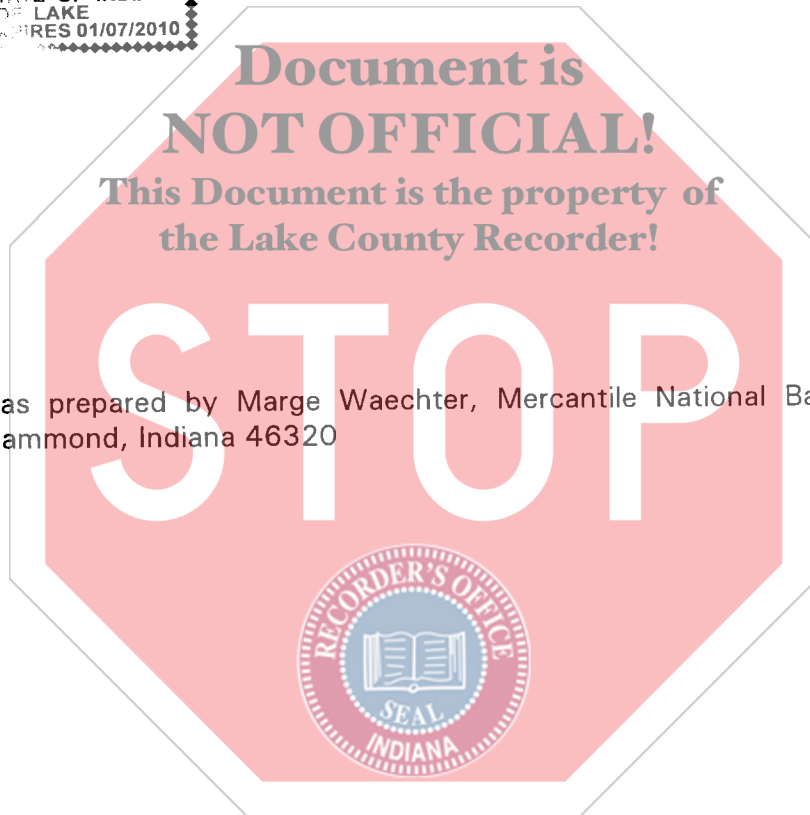 LAKE
IRES 01/07/2010
Document is
NOT OFFICIAL!
This Document is the property of
the Lake County Recorder!
STOP
as prepared by Marge Waechter, Mercantile National Ba
ammond, Indiana 46320
RECORDER'S OFFICE
SEAL
INDIANA